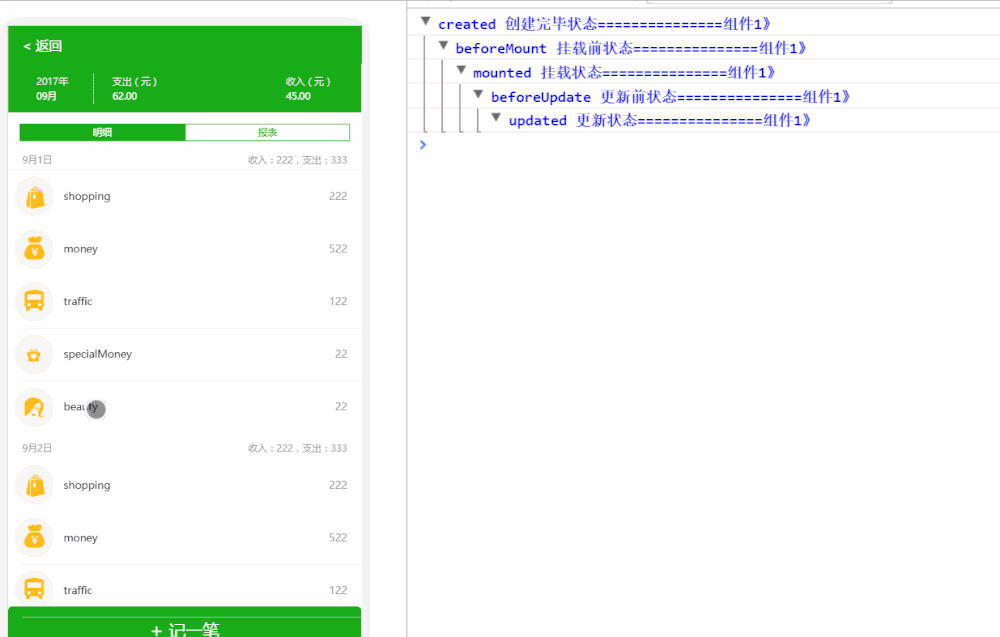 < 返回
2017年 支出 ( 元 ) 收入 ( 元 )
09月 62.00 45.00
明细 报表
9月1日 收入 : 222 , 支出 : 333
shopping 222
money 522
traffic 122
specialMoney 22
beauty 22
9月2日 收入 : 222 , 支出 : 333
shopping 222
money 522
traffic 122
+ 记一笔
created 创建完毕状态===============组件1》
beforeMount 挂载前状态===============组件1》
mounted 挂载状态===============组件1》
beforeUpdate 更新前状态===============组件1》
updated 更新状态===============组件1》